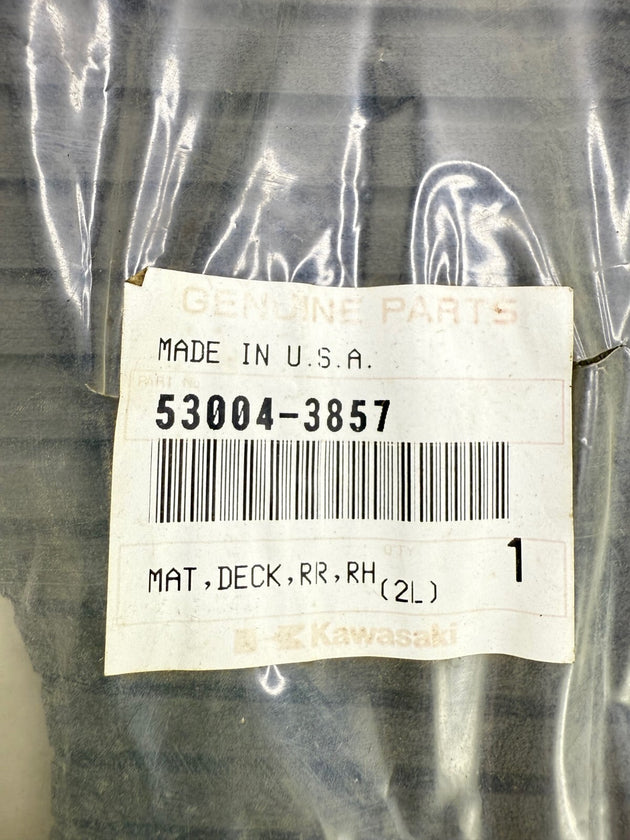 GENUINE PARTS
MADE IN U.S.A.
PART No.
53004-3857
QTY
1
MAT,DECK,RR,RH(2L)
Kawasaki